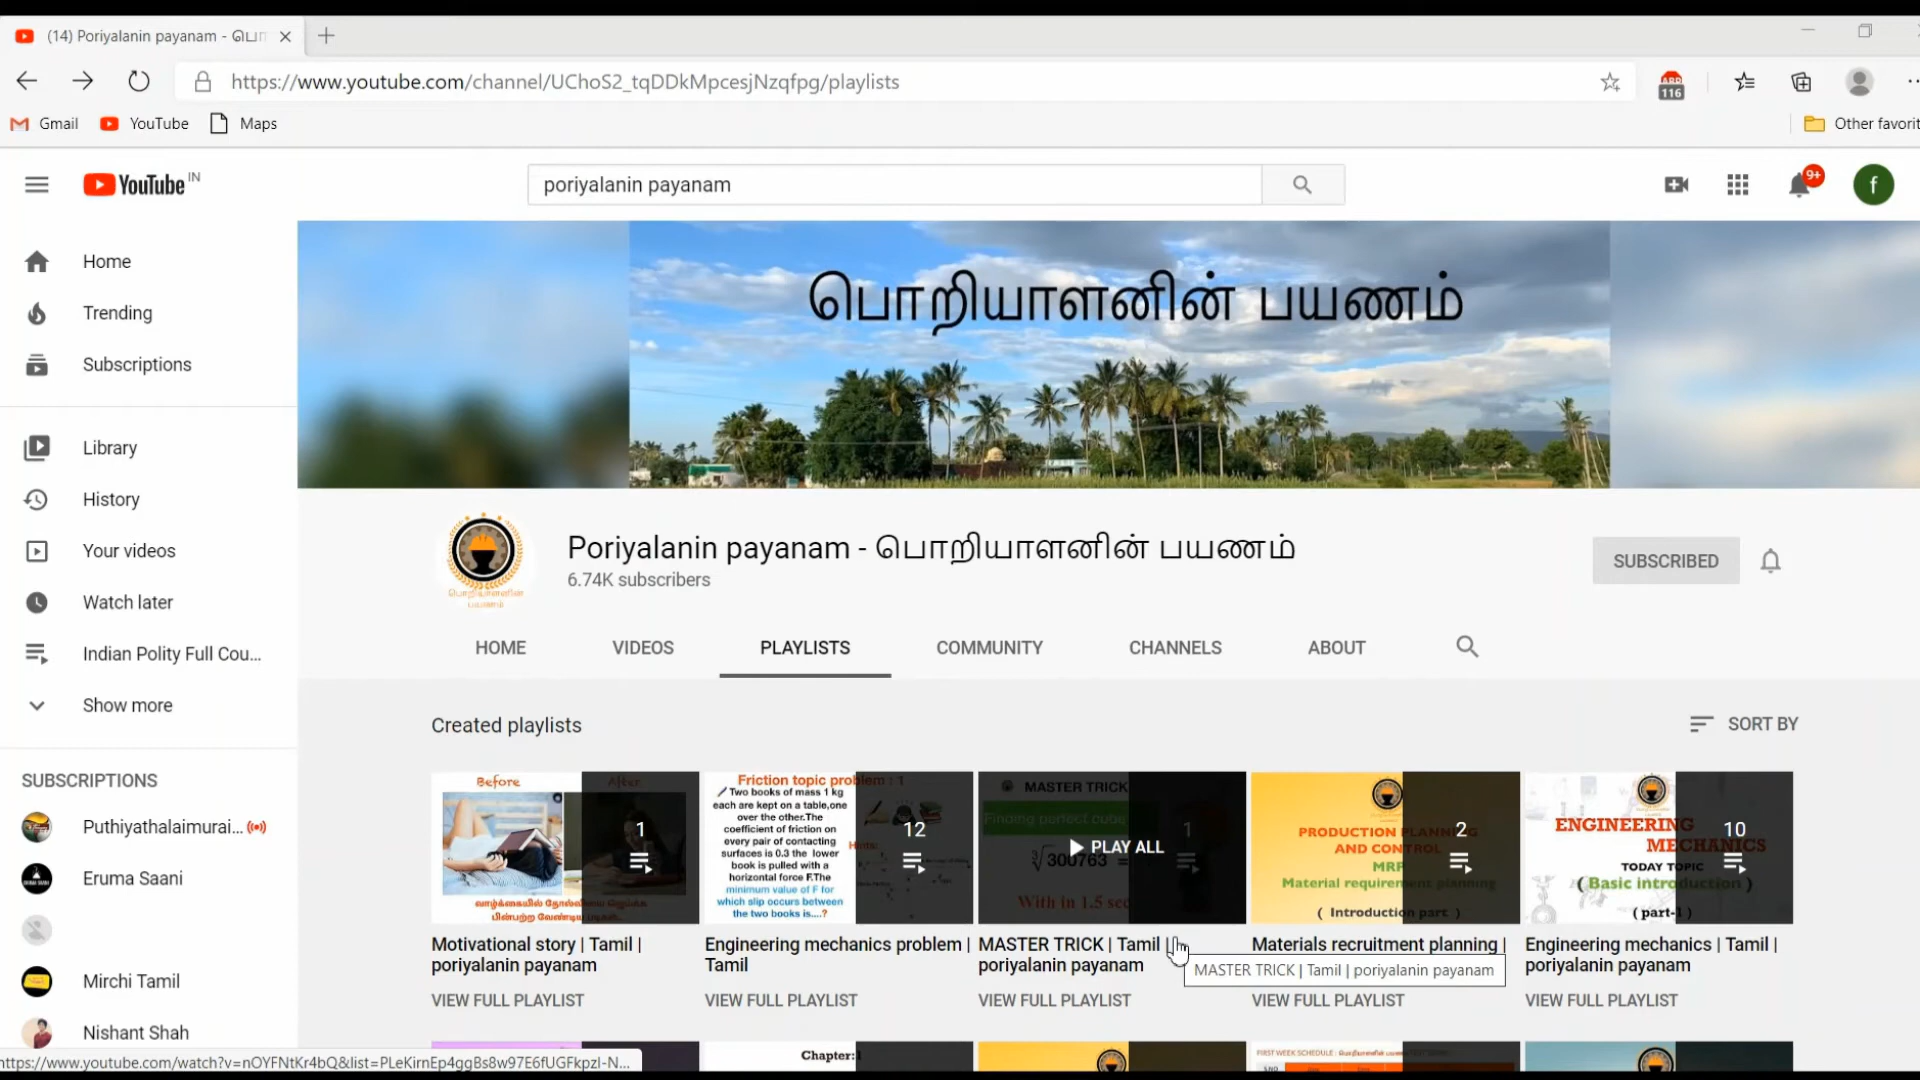 (14) Poriyalanin payanam - பொ
https://www.youtube.com/channel/UChoS2_tqDDkMpcesjNzqfpg/playlists
ABP
116
Gmail
YouTube
Maps
Other favorit
YouTube IN
poriyalanin payanam
9+
f
Home
Trending
Subscriptions
Library
History
Your videos
Watch later
Indian Polity Full Cou...
Show more
SUBSCRIPTIONS
Puthiyathalaimurai...
Eruma Saani
Mirchi Tamil
Nishant Shah
பொறியாளனின் பயணம்
பொறியாளனின்
பயணம்
Poriyalanin payanam - பொறியாளனின் பயணம்
6.74K subscribers
SUBSCRIBED
HOME
VIDEOS
PLAYLISTS
COMMUNITY
CHANNELS
ABOUT
Created playlists
SORT BY
Before
After
1
வாழ்க்கையில் தோல்வியை ஜெயிக்க
பின்பற்ற வேண்டிய படிகள்...
Motivational story | Tamil |
poriyalanin payanam
VIEW FULL PLAYLIST
Friction topic problem : 1
Two books of mass 1 kg
each are kept on a table,one
over the other.The
coefficient of friction on
every pair of contacting
surfaces is 0.3 the lower
book is pulled with a
horizontal force F.The
minimum value of F for
which slip occurs between
the two books is....?
12
Engineering mechanics problem |
Tamil
VIEW FULL PLAYLIST
MASTER TRICK
Finding perfect cube
∛300763 =
With in 1.5 sec
PLAY ALL
1
MASTER TRICK | Tamil |
poriyalanin payanam
VIEW FULL PLAYLIST
MASTER TRICK | Tamil | poriyalanin payanam
PRODUCTION PLANNING
AND CONTROL
MRP
Material requirement planning
( Introduction part )
2
Materials recruitment planning |
VIEW FULL PLAYLIST
ENGINEERING
MECHANICS
TODAY TOPIC
( Basic introduction )
( part-1 )
10
Engineering mechanics | Tamil |
poriyalanin payanam
VIEW FULL PLAYLIST
Chapter:1
FIRST WEEK SCHEDULE :
https://www.youtube.com/watch?v=nOYFNtKr4bQ&list=PLeKirnEp4ggBs8w97E6fUGFkpzI-N...